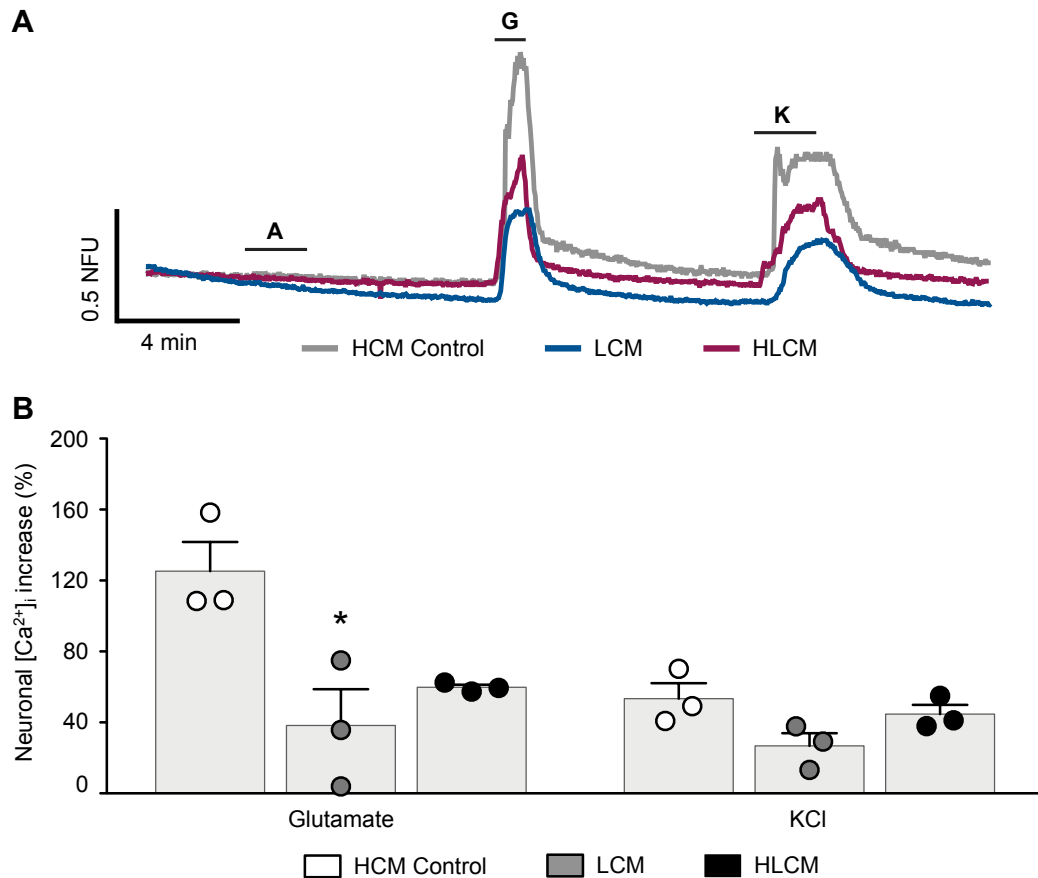 A
G
K
A
0.5 NFU
4 min
HCM Control LCM HLCM
B
Neuronal [Ca²⁺]ᵢ increase (%)
200
160
120
80
40
0
*
Glutamate KCl
HCM Control LCM HLCM